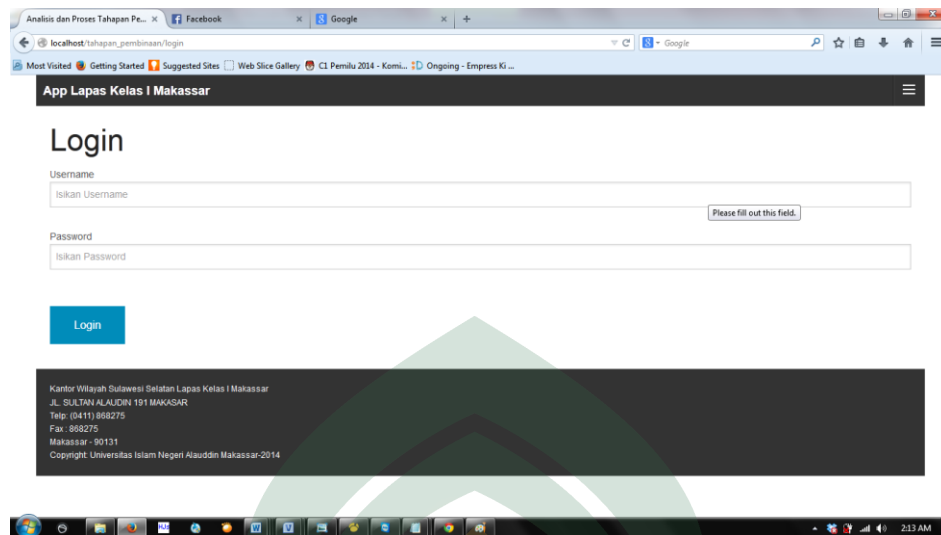 Analisis dan Proses Tahapan Pe...
Facebook
Google
localhost/tahapan_pembinaan/login
Google
Most Visited Getting Started Suggested Sites Web Slice Gallery C1 Pemilu 2014 - Komi... Ongoing - Empress Ki ...
App Lapas Kelas I Makassar
Login
Username
Isikan Username
Please fill out this field.
Password
Isikan Password
Login
Kantor Wilayah Sulawesi Selatan Lapas Kelas I Makassar
JL. SULTAN ALAUDIN 191 MAKASAR
Telp: (0411) 868275
Fax : 868275
Makassar - 90131
Copyright: Universitas Islam Negeri Alauddin Makassar-2014
2:13 AM